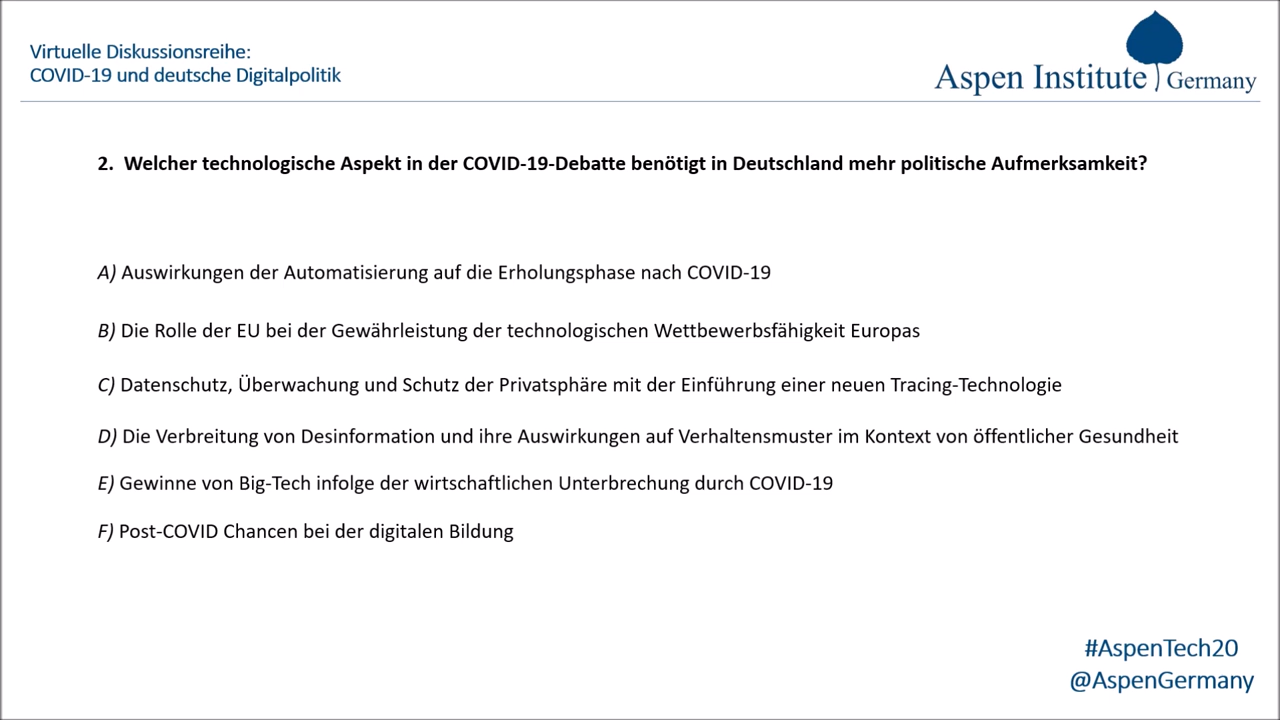 Virtuelle Diskussionsreihe:
COVID-19 und deutsche Digitalpolitik
Aspen Institute Germany
2. Welcher technologische Aspekt in der COVID-19-Debatte benötigt in Deutschland mehr politische Aufmerksamkeit?
A) Auswirkungen der Automatisierung auf die Erholungsphase nach COVID-19
B) Die Rolle der EU bei der Gewährleistung der technologischen Wettbewerbsfähigkeit Europas
C) Datenschutz, Überwachung und Schutz der Privatsphäre mit der Einführung einer neuen Tracing-Technologie
D) Die Verbreitung von Desinformation und ihre Auswirkungen auf Verhaltensmuster im Kontext von öffentlicher Gesundheit
E) Gewinne von Big-Tech infolge der wirtschaftlichen Unterbrechung durch COVID-19
F) Post-COVID Chancen bei der digitalen Bildung
#AspenTech20
@AspenGermany